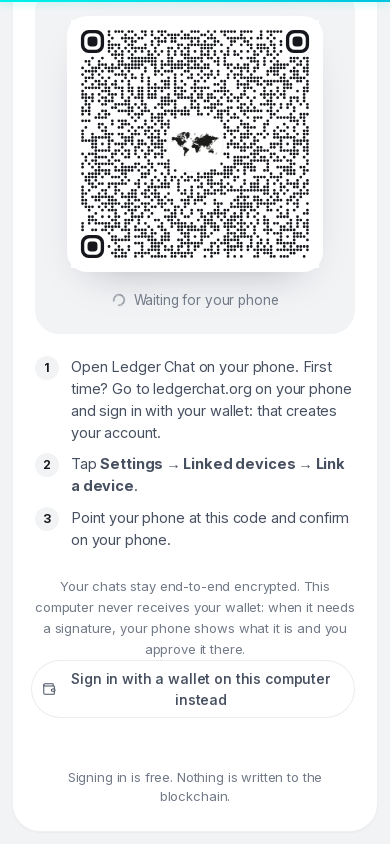 Waiting for your phone
1 Open Ledger Chat on your phone. First
time? Go to ledgerchat.org on your phone
and sign in with your wallet: that creates
your account.
2 Tap Settings → Linked devices → Link
a device.
3 Point your phone at this code and confirm
on your phone.
Your chats stay end-to-end encrypted. This
computer never receives your wallet: when it needs
a signature, your phone shows what it is and you
approve it there.
Sign in with a wallet on this computer
instead
Signing in is free. Nothing is written to the
blockchain.